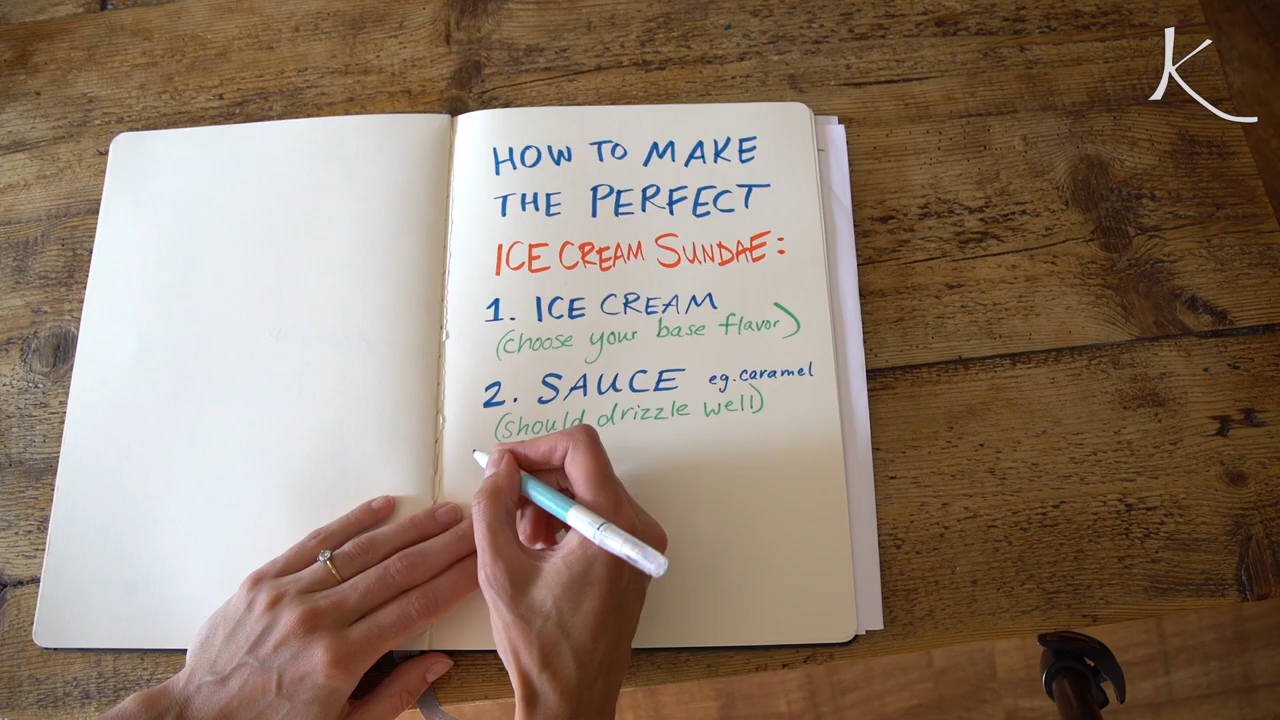 HOW TO MAKE
THE PERFECT
ICE CREAM SUNDAE:
1. ICE CREAM
(choose your base flavor)
2. SAUCE eg. caramel
(should drizzle well)
K